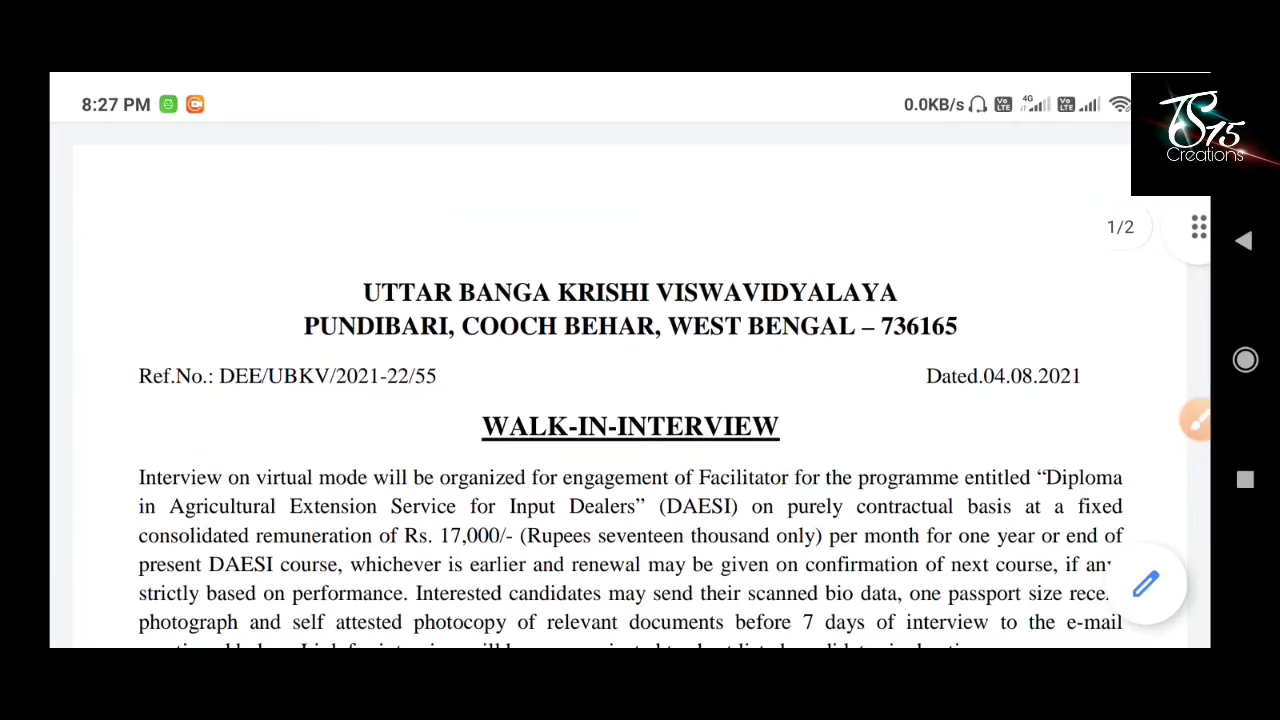 8:27 PM
0.0KB/s
4G
Vo LTE
Vo LTE
TS15
Creations
1/2
UTTAR BANGA KRISHI VISWAVIDYALAYA
PUNDIBARI, COOCH BEHAR, WEST BENGAL – 736165
Ref.No.: DEE/UBKV/2021-22/55
Dated.04.08.2021
WALK-IN-INTERVIEW
Interview on virtual mode will be organized for engagement of Facilitator for the programme entitled “Diploma
in Agricultural Extension Service for Input Dealers” (DAESI) on purely contractual basis at a fixed
consolidated remuneration of Rs. 17,000/- (Rupees seventeen thousand only) per month for one year or end of
present DAESI course, whichever is earlier and renewal may be given on confirmation of next course, if
strictly based on performance. Interested candidates may send their scanned bio data, one passport size
photograph and self attested photocopy of relevant documents before 7 days of interview to the e-mail